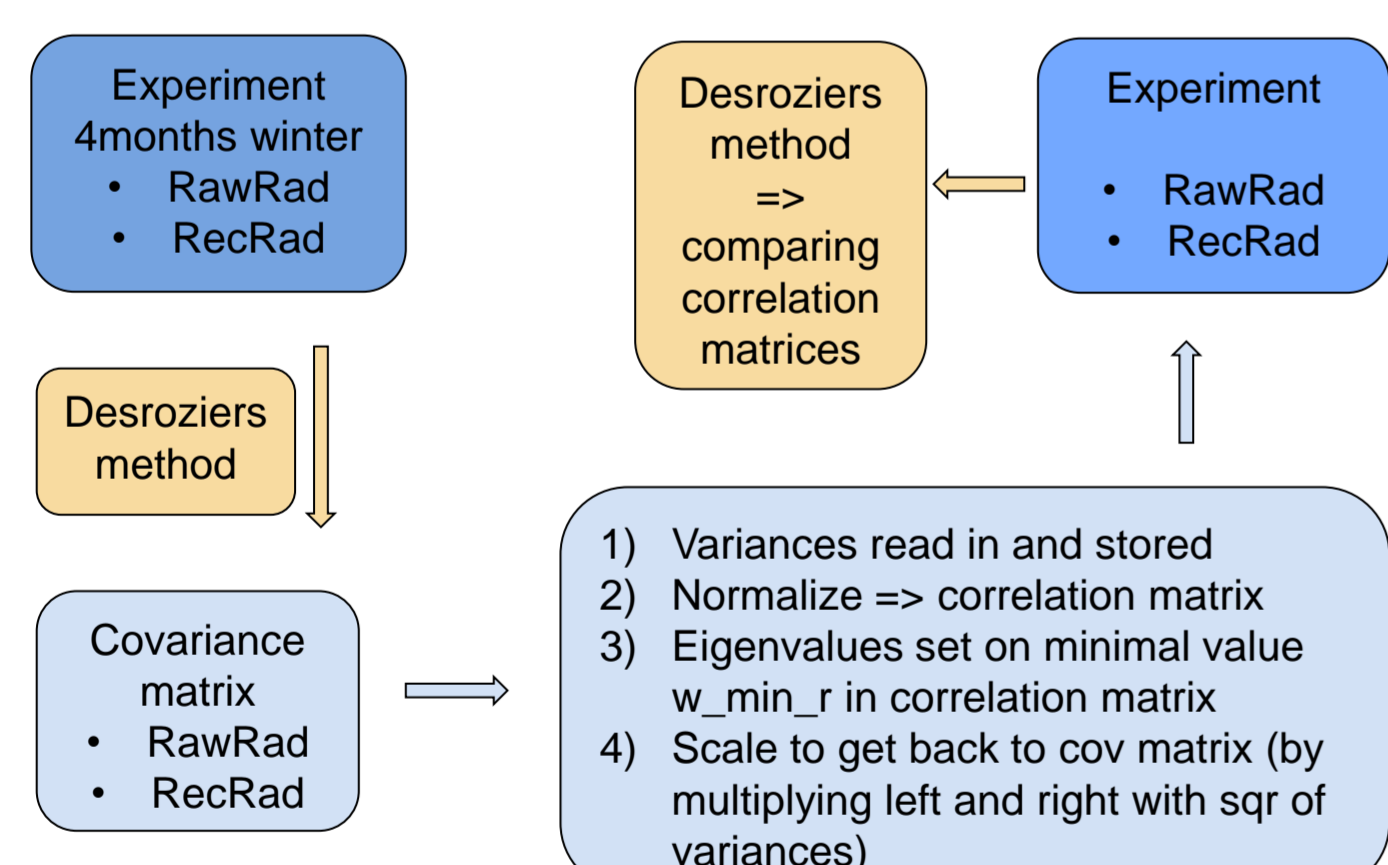 Experiment
4months winter
• RawRad
• RecRad
Desroziers
method
Covariance
matrix
• RawRad
• RecRad
1) Variances read in and stored
2) Normalize => correlation matrix
3) Eigenvalues set on minimal value
w_min_r in correlation matrix
4) Scale to get back to cov matrix (by
multiplying left and right with sqr of
variances)
Experiment
• RawRad
• RecRad
Desroziers
method
=>
comparing
correlation
matrices